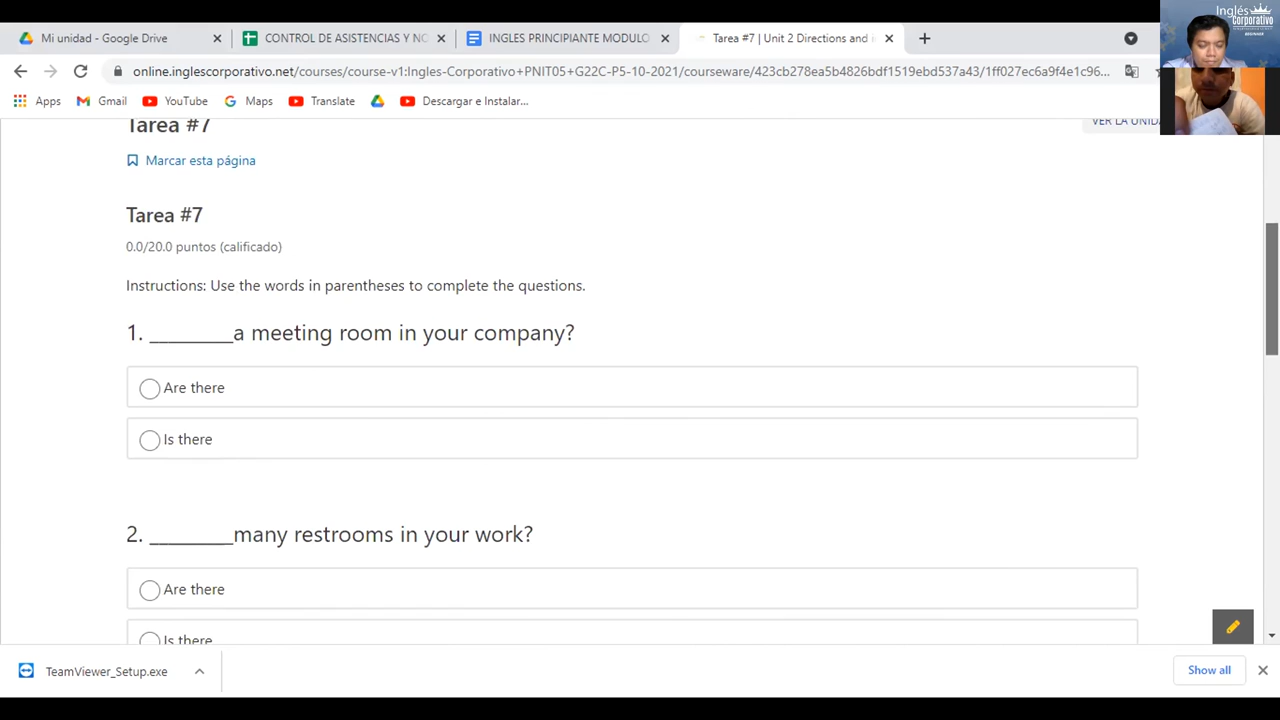 Mi unidad - Google Drive
CONTROL DE ASISTENCIAS Y NO
INGLES PRINCIPIANTE MODULO
Tarea #7 | Unit 2 Directions and
online.inglescorporativo.net/courses/course-v1:Ingles-Corporativo+PNIT05+G22C-P5-10-2021/courseware/423cb278ea5b4826bdf1519ebd537a43/1ff027ec6a9f4e1c96...
Apps
Gmail
YouTube
Maps
Translate
Descargar e Instalar...
Inglés
Corporativo
BEGINNER
Tarea #7
VER LA UNID
Marcar esta página
Tarea #7
0.0/20.0 puntos (calificado)
Instructions: Use the words in parentheses to complete the questions.
1. ________a meeting room in your company?
Are there
Is there
2. ________many restrooms in your work?
Are there
Is there
TeamViewer_Setup.exe
Show all